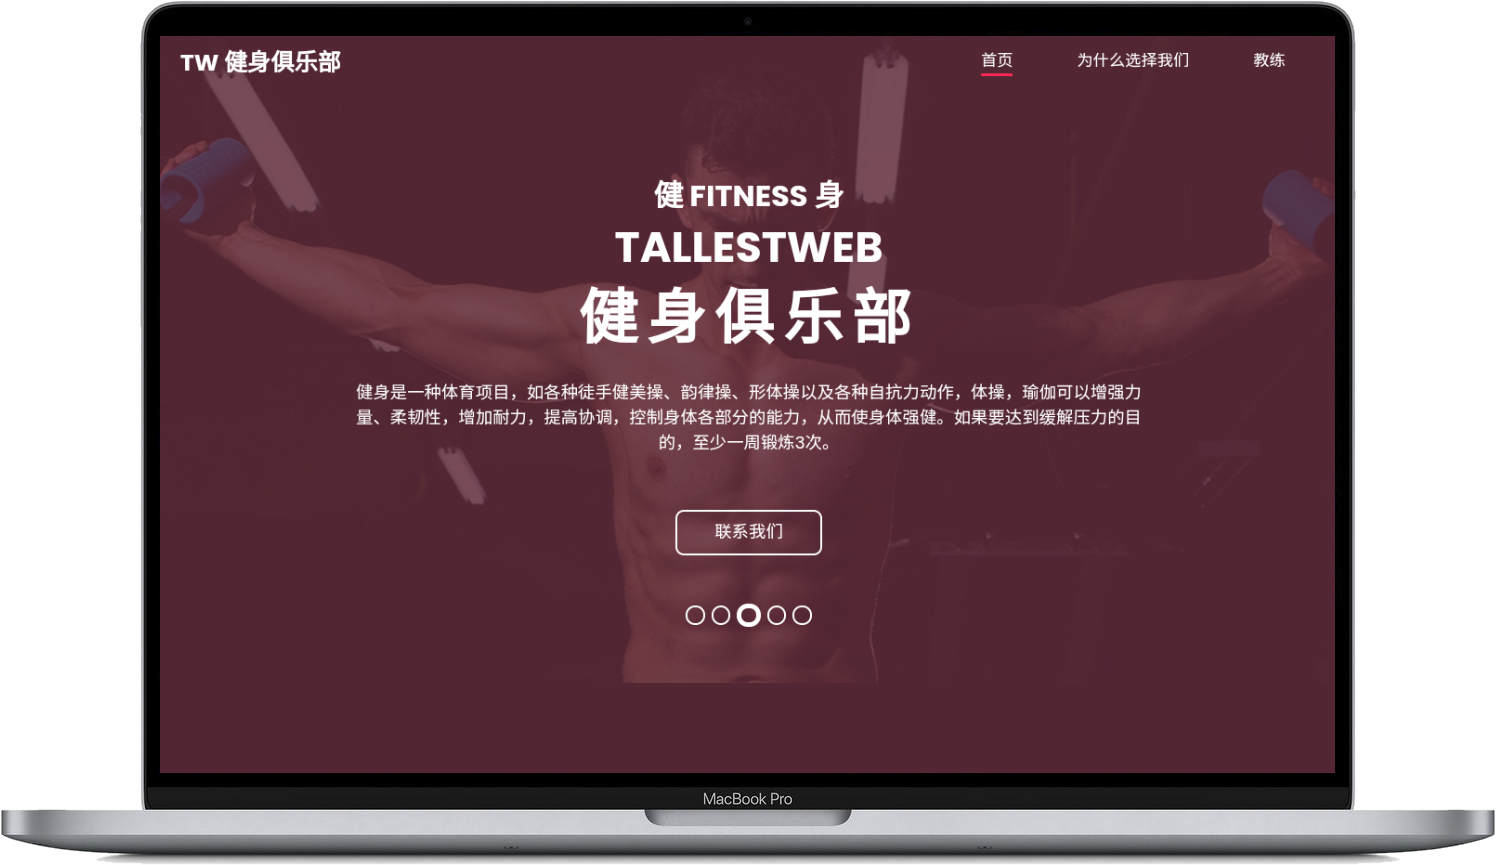 TW 健身俱乐部
首页
为什么选择我们
教练
健 FITNESS 身
TALLESTWEB
健身俱乐部
健身是一种体育项目，如各种徒手健美操、韵律操、形体操以及各种自抗力动作，体操，瑜伽可以增强力
量、柔韧性，增加耐力，提高协调，控制身体各部分的能力，从而使身体强健。如果要达到缓解压力的目
的，至少一周锻炼3次。
联系我们
MacBook Pro